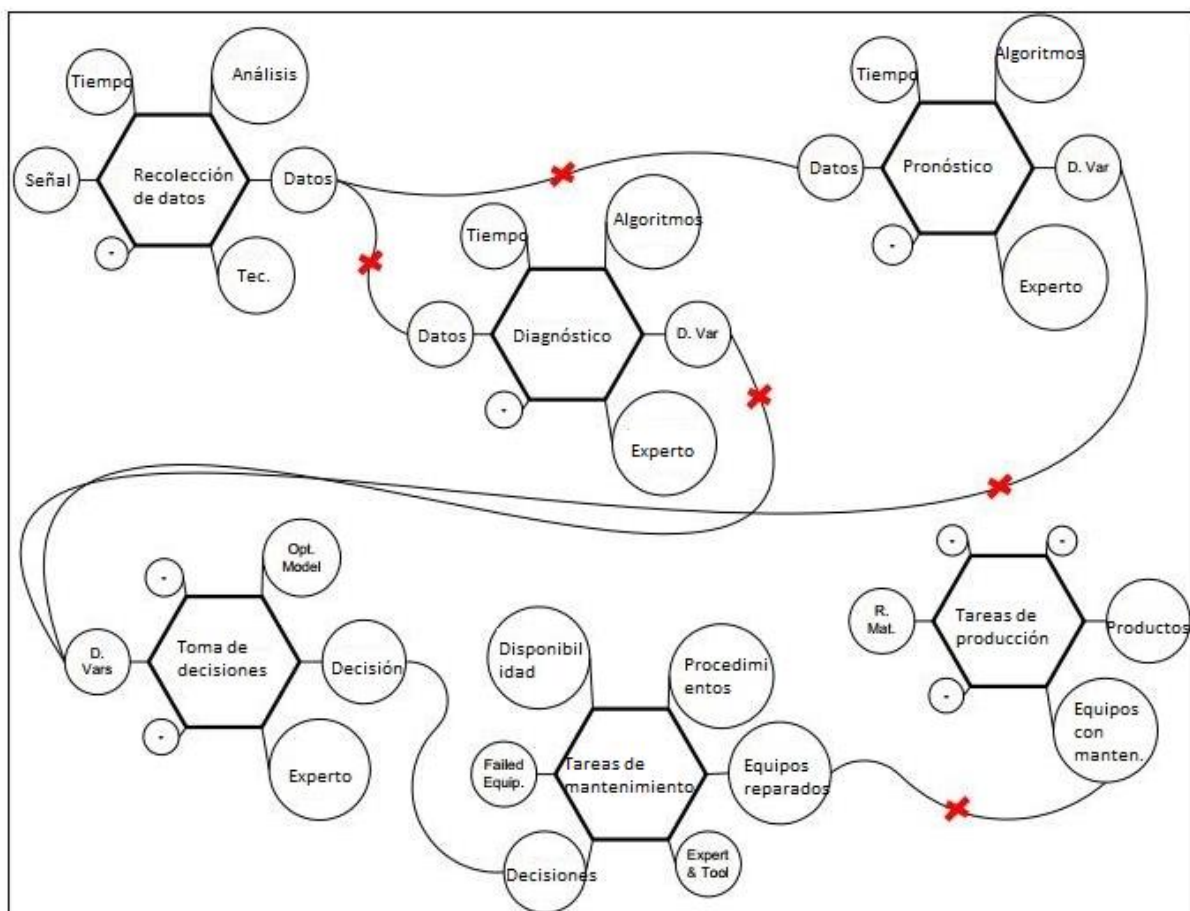 Tiempo
Análisis
Señal
Recolección
de datos
Datos
-
Tec.
Tiempo
Algoritmos
Datos
Pronóstico
D. Var
-
Experto
Tiempo
Algoritmos
Datos
Diagnóstico
D. Var
-
Experto
-
Opt.
Model
D.
Vars
Toma de
decisiones
Decisión
-
Experto
Disponibil
idad
Procedimi
entos
Failed
Equip.
Tareas de
mantenimiento
Equipos
reparados
Decisiones
Expert
& Tool
-
-
R.
Mat.
Tareas de
producción
Productos
-
Equipos
con
manten.